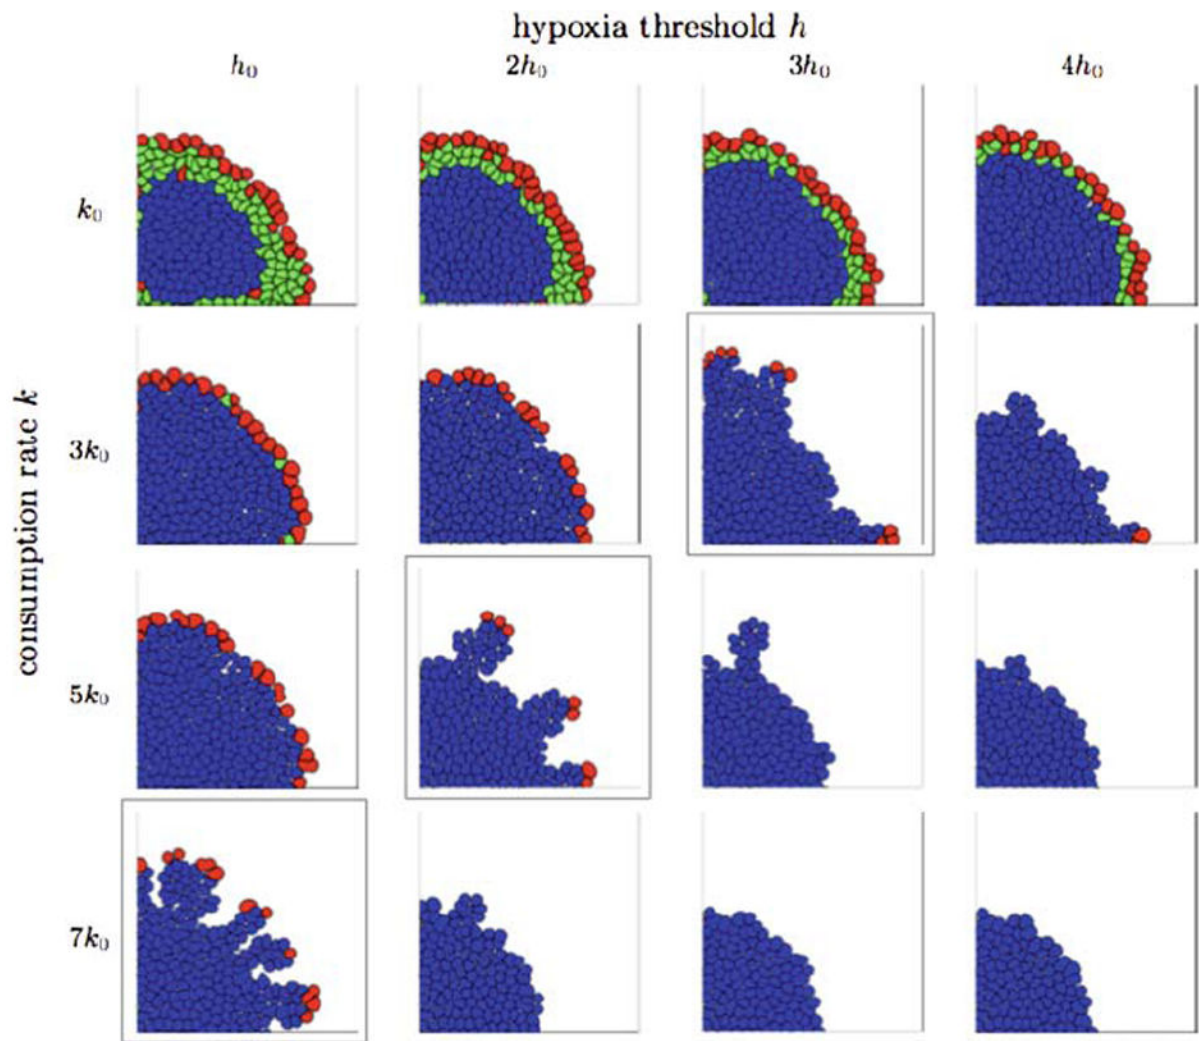 hypoxia threshold h
h₀ 2h₀ 3h₀ 4h₀
consumption rate k
k₀
3k₀
5k₀
7k₀